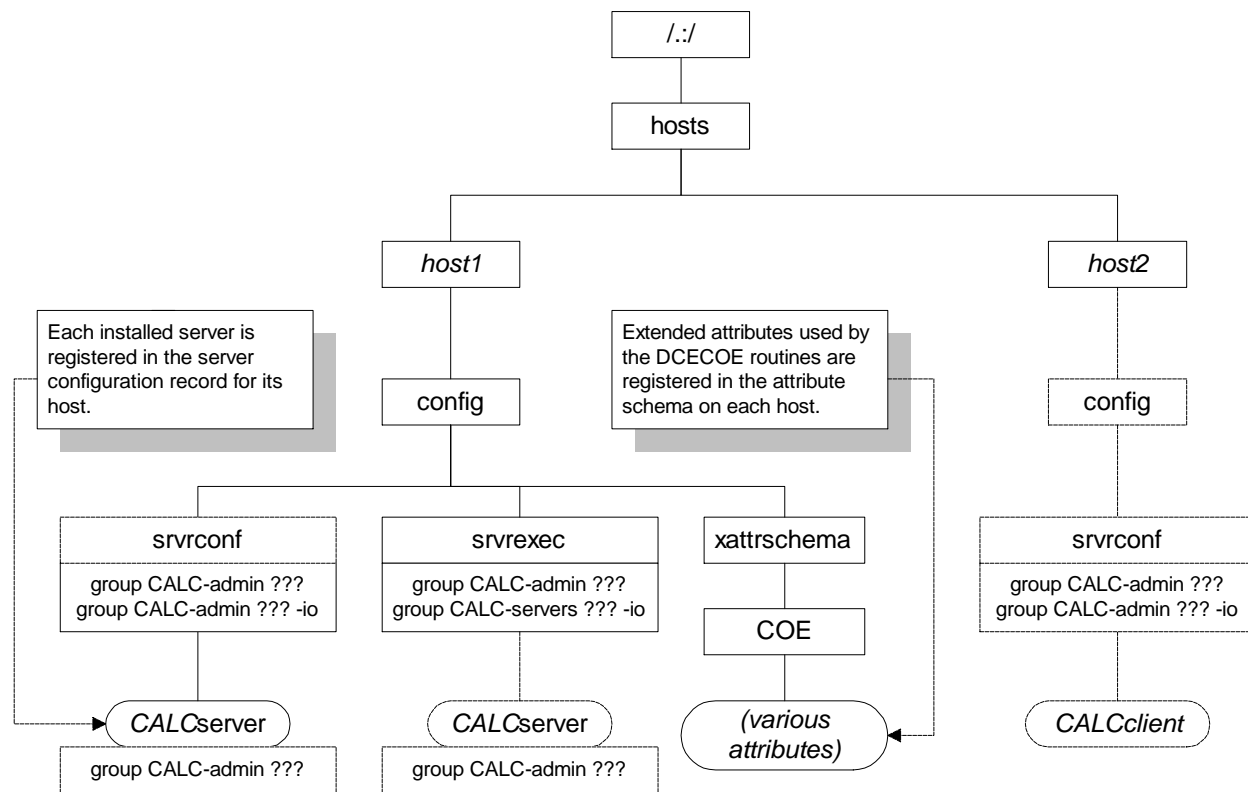 /.:/
hosts
host1
host2
Each installed server is
registered in the server
configuration record for its
host.
Extended attributes used by
the DCECOE routines are
registered in the attribute
schema on each host.
config
config
srvrconf
group CALC-admin ???
group CALC-admin ??? -io
srvrexec
group CALC-admin ???
group CALC-servers ??? -io
xattrschema
COE
srvrconf
group CALC-admin ???
group CALC-admin ??? -io
CALCserver
group CALC-admin ???
CALCserver
group CALC-admin ???
(various
attributes)
CALCclient